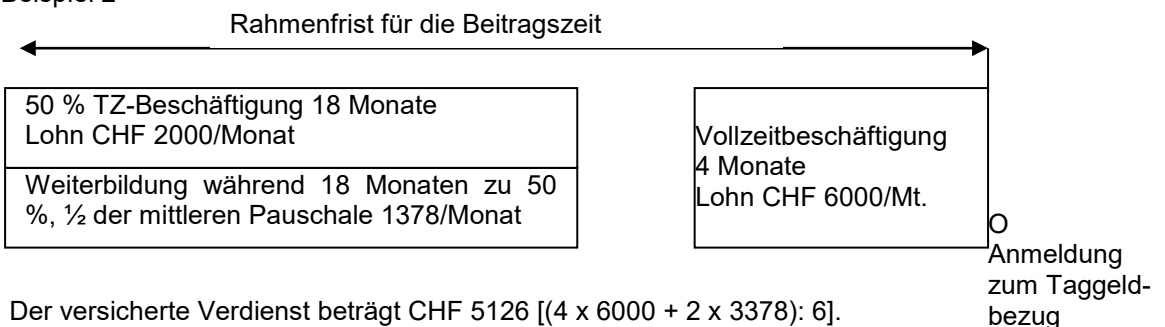 Rahmenfrist für die Beitragszeit
50 % TZ-Beschäftigung 18 Monate
Lohn CHF 2000/Monat
Weiterbildung während 18 Monaten zu 50
%, ½ der mittleren Pauschale 1378/Monat
Vollzeitbeschäftigung
4 Monate
Lohn CHF 6000/Mt.
O
Anmeldung
zum Taggeld-
bezug
Der versicherte Verdienst beträgt CHF 5126 [(4 x 6000 + 2 x 3378): 6].